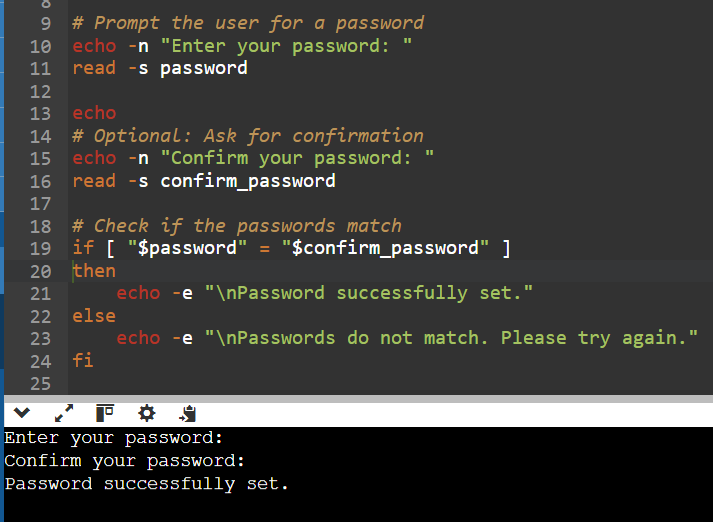 8
9 # Prompt the user for a password
10 echo -n "Enter your password: "
11 read -s password
12
13 echo
14 # Optional: Ask for confirmation
15 echo -n "Confirm your password: "
16 read -s confirm_password
17
18 # Check if the passwords match
19 if [ "$password" = "$confirm_password" ]
20 then
21     echo -e "\nPassword successfully set."
22 else
23     echo -e "\nPasswords do not match. Please try again."
24 fi
25
Enter your password:
Confirm your password:
Password successfully set.